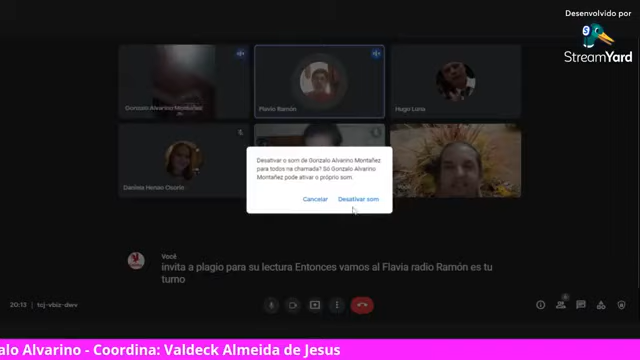 Desenvolvido por
StreamYard
Gonzalo Alvarino Montañez
Flavio Ramón
Hugo Luna
Daniela Henao Osorio
Desativar o som de Gonzalo Alvarino Montañez
para todos na chamada? Só Gonzalo Alvarino
Montañez pode ativar o próprio som.
Cancelar
Desativar som
Você
invita a plagio para su lectura Entonces vamos al Flavia radio Ramón es tu
turno
20:13
tcj-vbiz-dwv
alo Alvarino - Coordina: Valdeck Almeida de Jesus